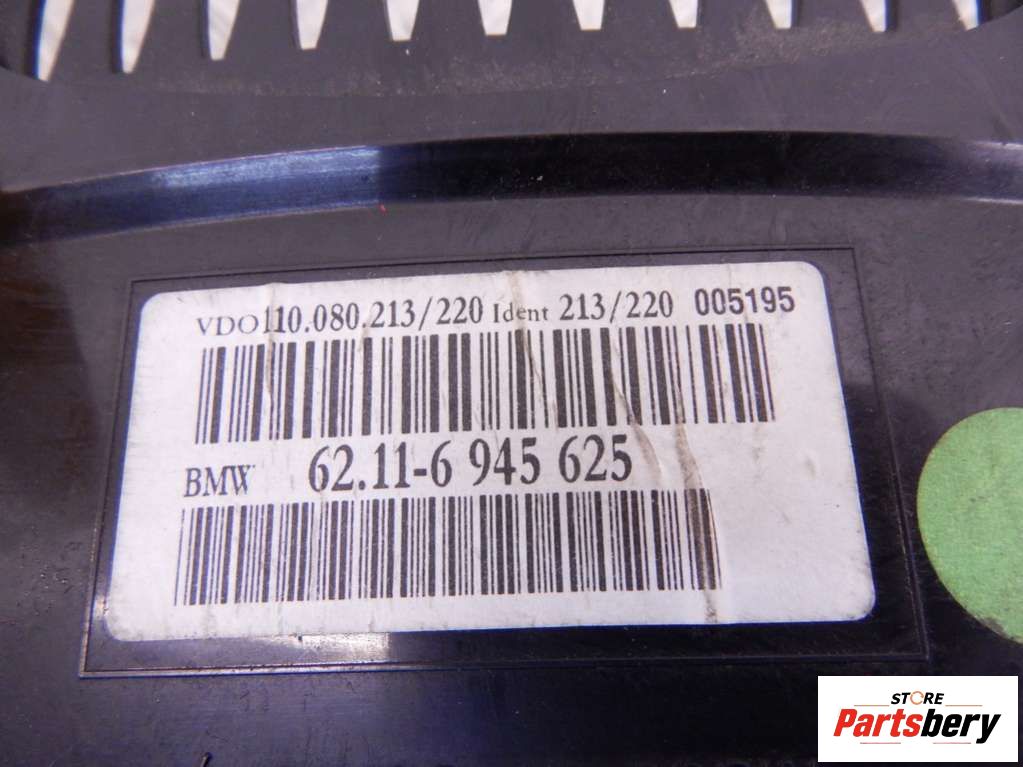 VDO110.080.213/220 Ident 213/220 005195
BMW 62.11-6 945 625
STORE
Partsbery